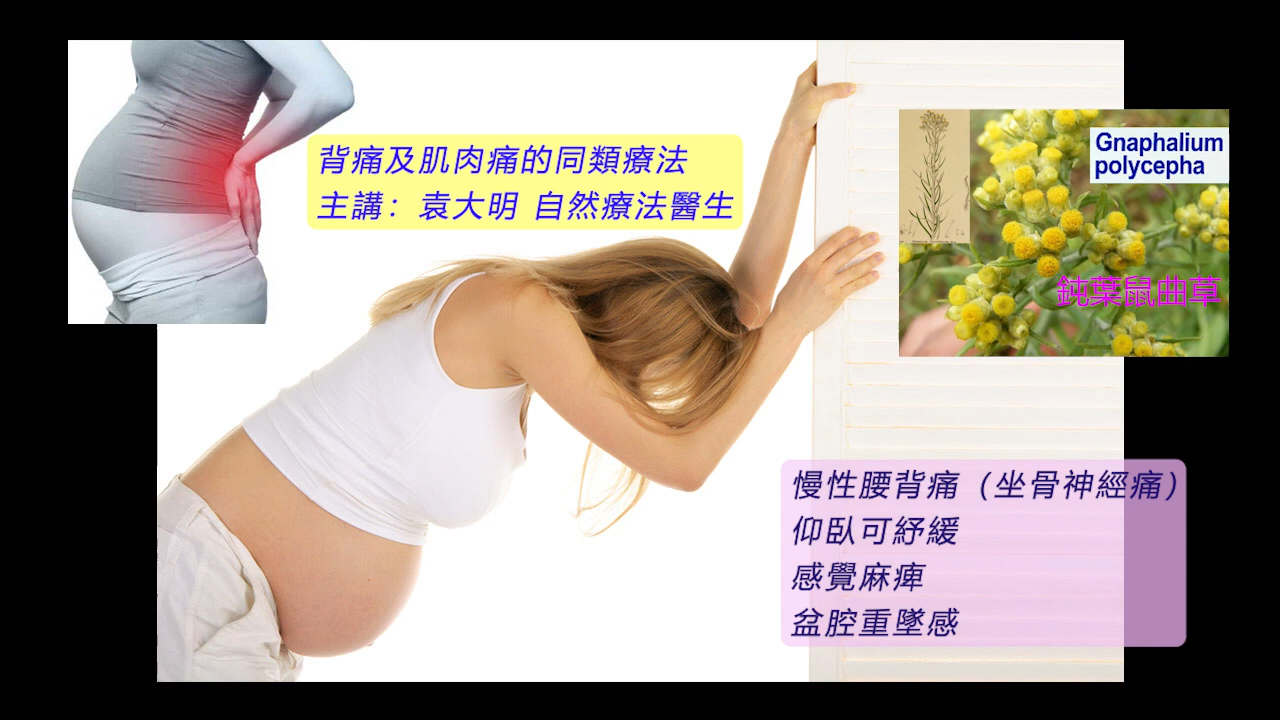 背痛及肌肉痛的同類療法
主講：袁大明 自然療法醫生
Gnaphalium
polycepha
鈍葉鼠曲草
慢性腰背痛（坐骨神經痛）
仰臥可紓緩
感覺麻痺
盆腔重墜感